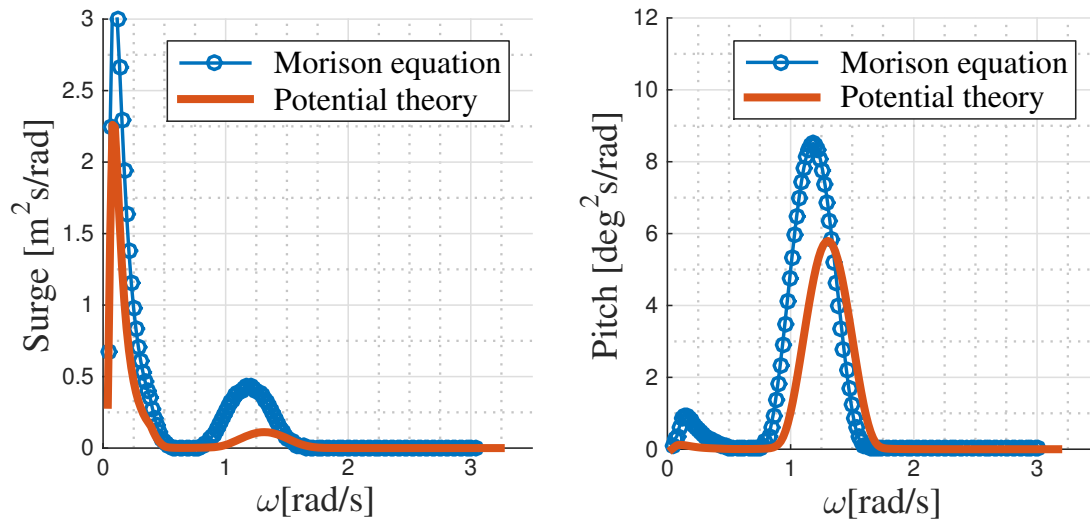 Surge [m²s/rad]
3
2.5
2
1.5
1
0.5
0
0
1
2
3
ω[rad/s]
Morison equation
Potential theory
Pitch [deg²s/rad]
12
10
8
6
4
2
0
0
1
2
3
ω[rad/s]
Morison equation
Potential theory